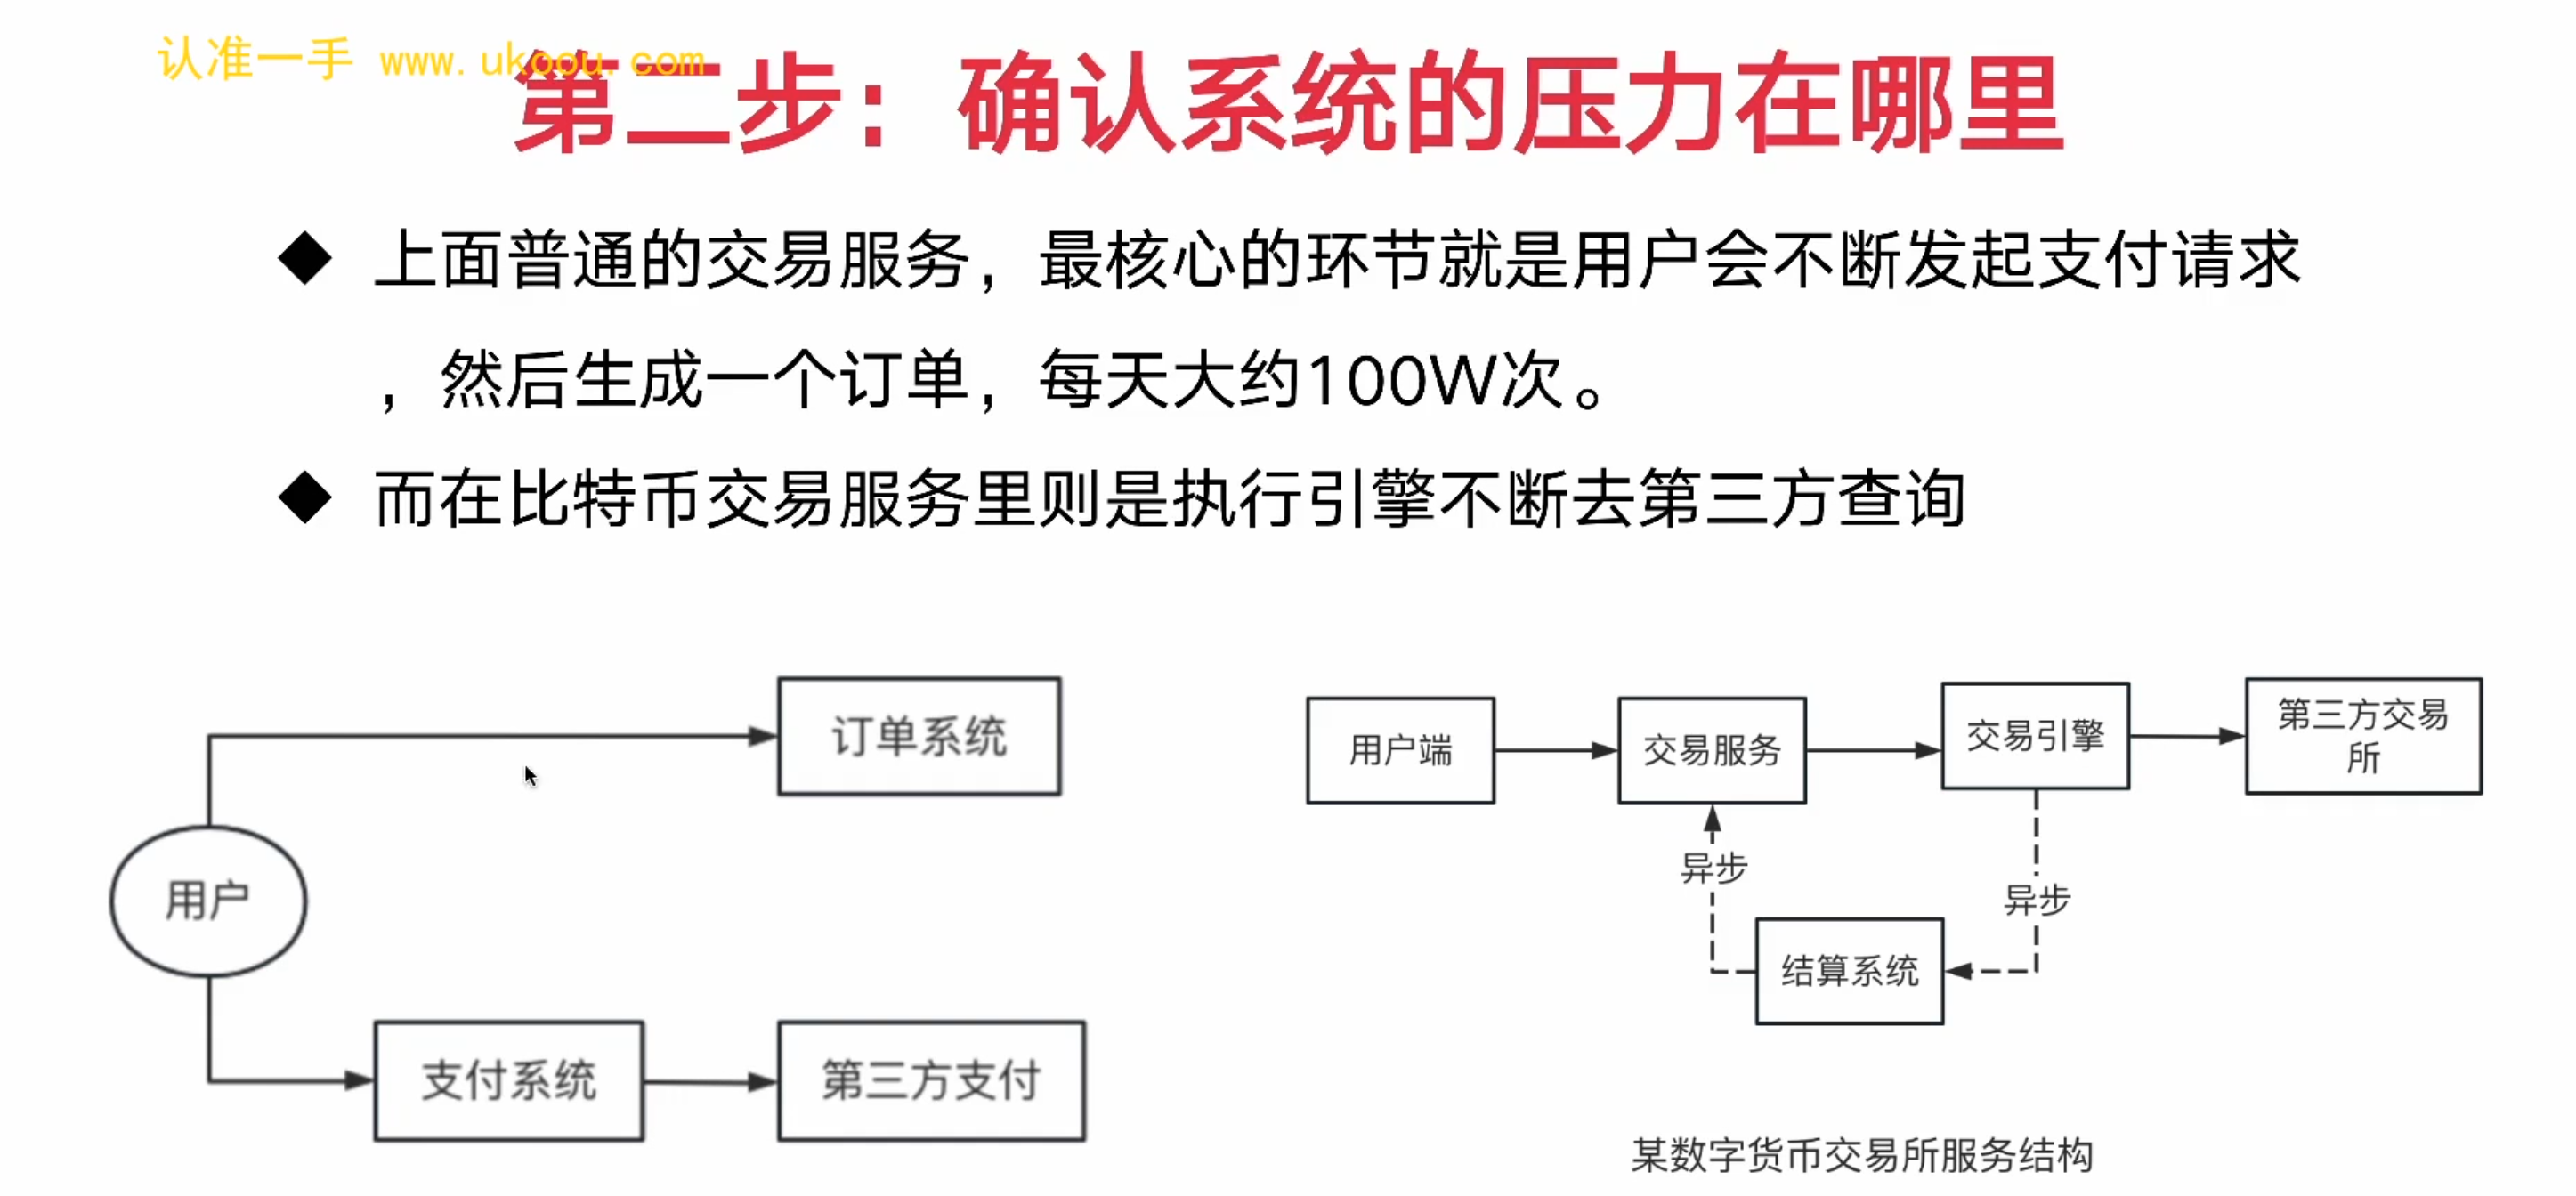 认准一手 www.ukoou.com
第二步：确认系统的压力在哪里
上面普通的交易服务，最核心的环节就是用户会不断发起支付请求
，然后生成一个订单，每天大约100W次。
而在比特币交易服务里则是执行引擎不断去第三方查询
订单系统
用户
支付系统
第三方支付
用户端
交易服务
交易引擎
第三方交易
所
异步
异步
结算系统
某数字货币交易所服务结构